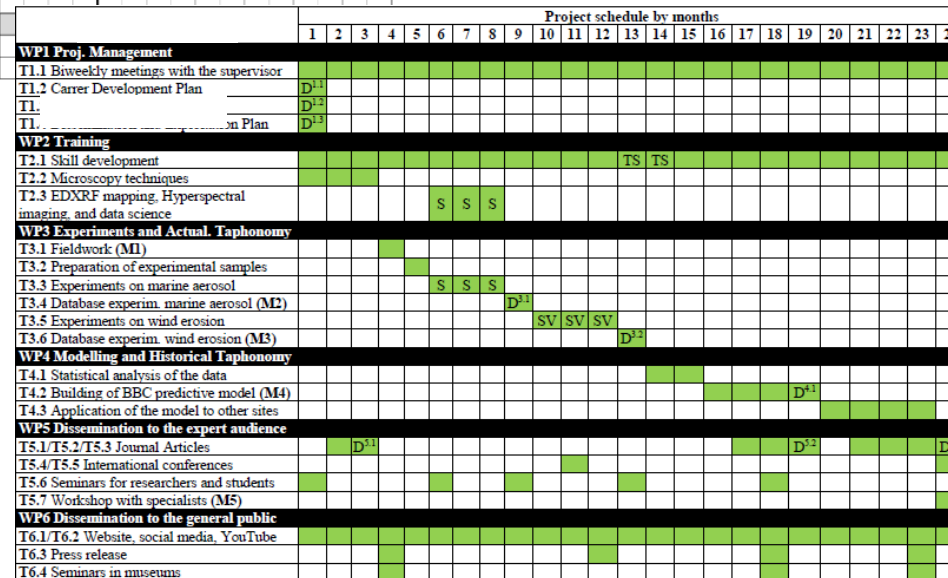 Project schedule by months
1 2 3 4 5 6 7 8 9 10 11 12 13 14 15 16 17 18 19 20 21 22 23
WP1 Proj. Management
T1.1 Biweekly meetings with the supervisor
T1.2 Carrer Development Plan D1.1
T1. D1.2
T1. Plan D1.3
WP2 Training
T2.1 Skill development TS TS
T2.2 Microscopy techniques
T2.3 EDXRF mapping, Hyperspectral
imaging, and data science S S S
WP3 Experiments and Actual. Taphonomy
T3.1 Fieldwork (M1)
T3.2 Preparation of experimental samples
T3.3 Experiments on marine aerosol S S S
T3.4 Database experim. marine aerosol (M2) D3.1
T3.5 Experiments on wind erosion SV SV SV
T3.6 Database experim. wind erosion (M3) D3.2
WP4 Modelling and Historical Taphonomy
T4.1 Statistical analysis of the data
T4.2 Building of BBC predictive model (M4) D4.1
T4.3 Application of the model to other sites
WP5 Dissemination to the expert audience
T5.1/T5.2/T5.3 Journal Articles D5.1 D5.2 D
T5.4/T5.5 International conferences
T5.6 Seminars for researchers and students
T5.7 Workshop with specialists (M5)
WP6 Dissemination to the general public
T6.1/T6.2 Website, social media, YouTube
T6.3 Press release
T6.4 Seminars in museums